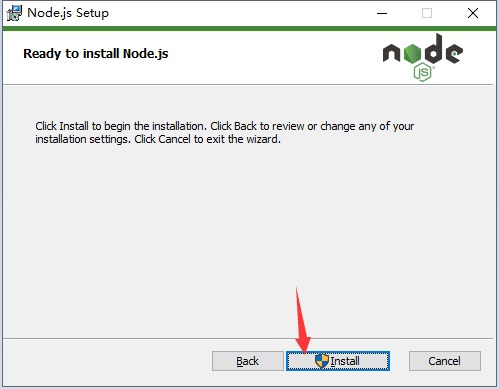 Node.js Setup
Ready to install Node.js
node
JS
Click Install to begin the installation. Click Back to review or change any of your
installation settings. Click Cancel to exit the wizard.
Back
Install
Cancel